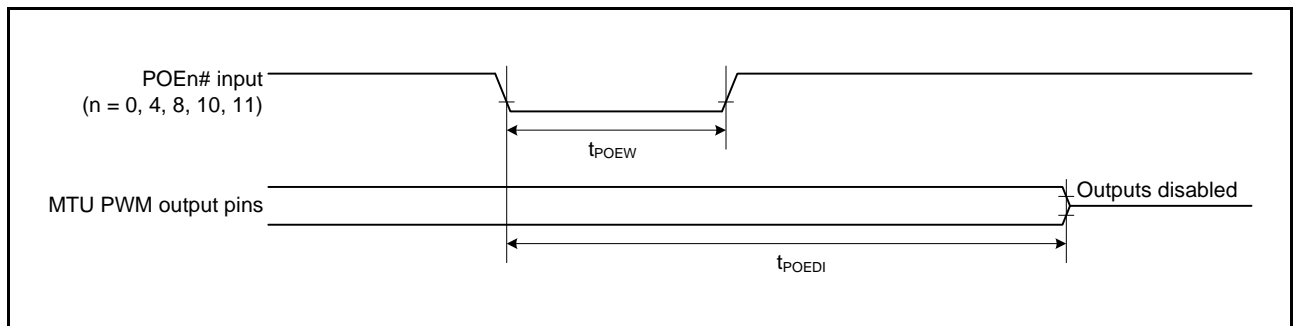 POEn# input
(n = 0, 4, 8, 10, 11)
tPOEW
MTU PWM output pins
Outputs disabled
tPOEDI